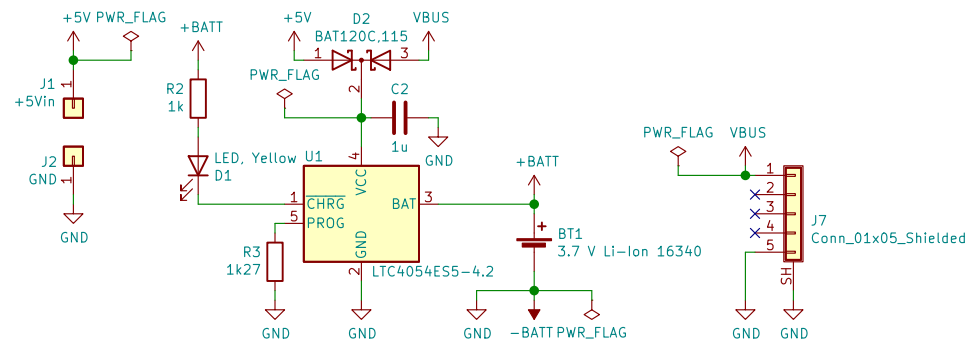 +5V PWR_FLAG
J1
+5Vin
1
J2
GND
1
GND
+BATT
R2
1k
LED, Yellow
D1
+5V
D2
BAT120C,115
VBUS
1
3
2
PWR_FLAG
C2
1u
GND
U1
4
VCC
1
CHRG
5
PROG
BAT
3
GND
2
LTC4054ES5-4.2
R3
1k27
GND
GND
+BATT
+
BT1
3.7 V Li-Ion 16340
GND
-BATT
PWR_FLAG
PWR_FLAG
VBUS
1
2
3
4
5
J7
Conn_01x05_Shielded
SH
GND
GND